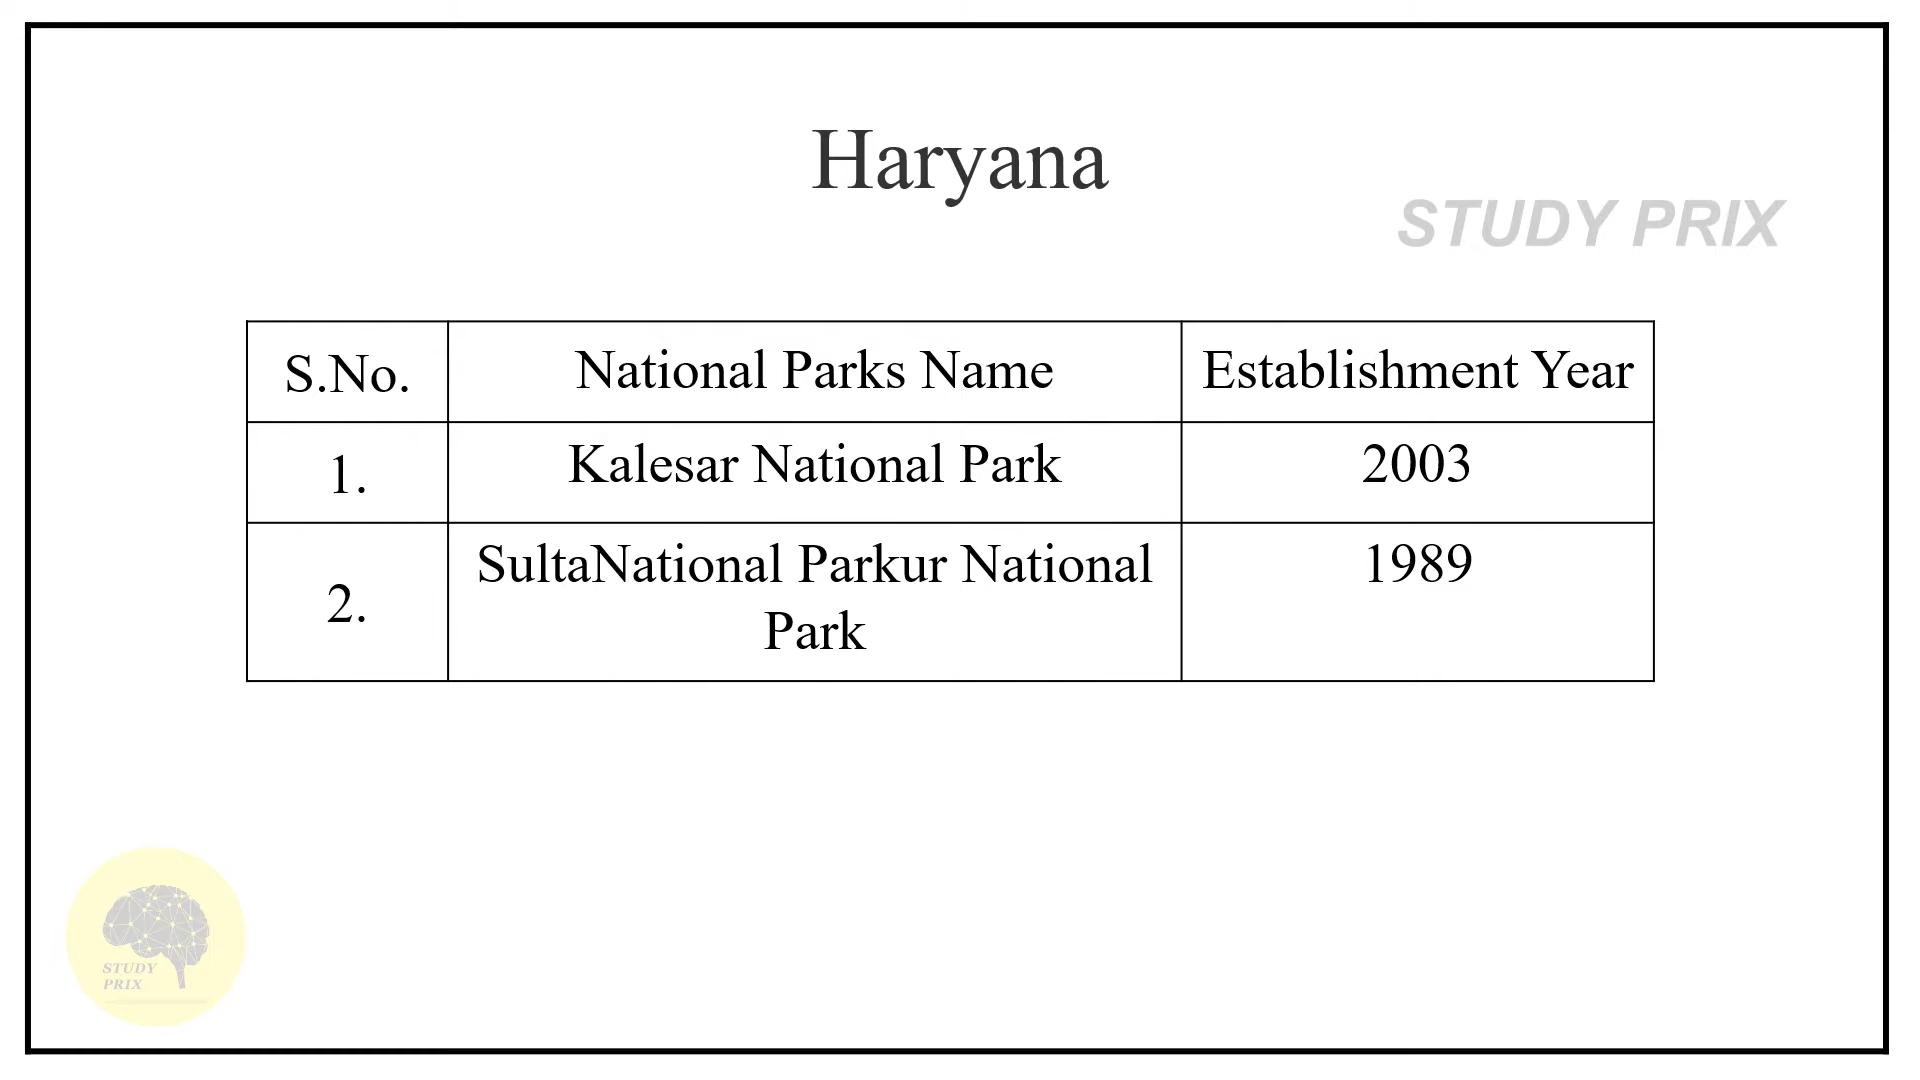 Haryana
STUDY PRIX
S.No. National Parks Name Establishment Year
1. Kalesar National Park 2003
2. SultaNational Parkur National 1989
Park
STUDY
PRIX